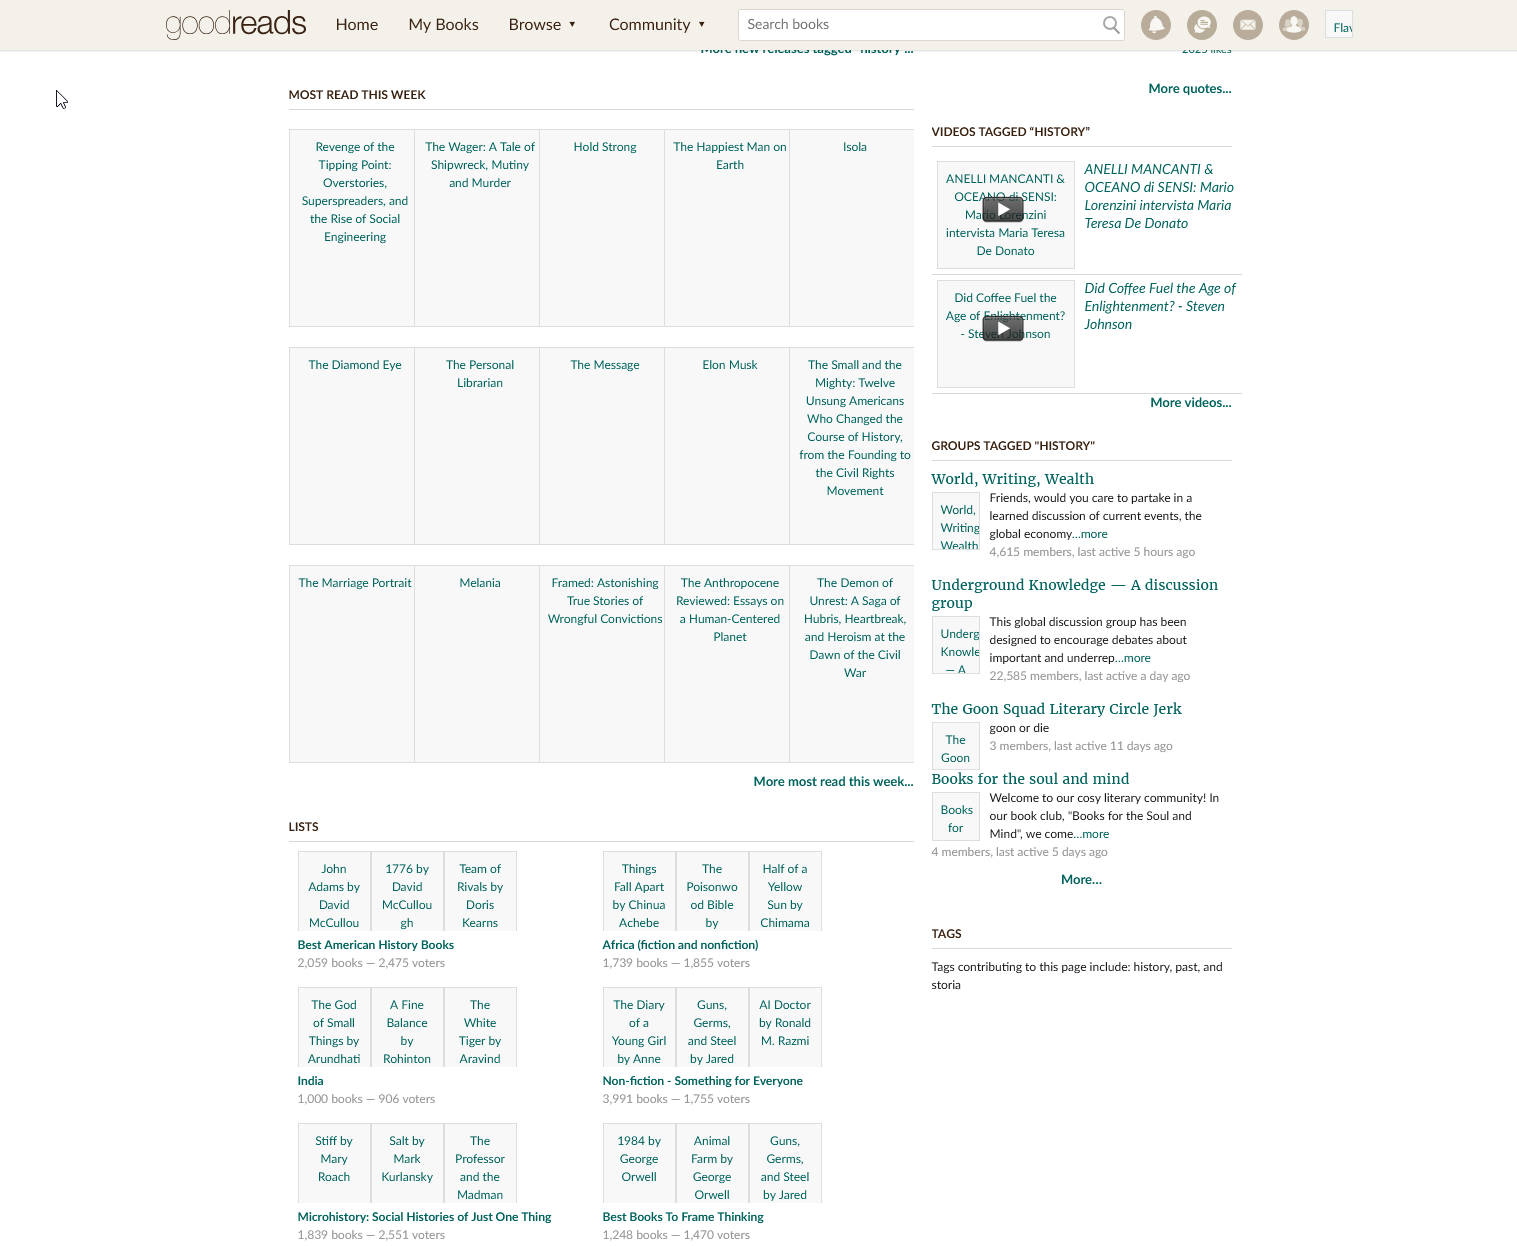 goodreads
Home
My Books
Browse ▼
Community ▼
Search books
Flav
More new releases tagged "history"...
2025 likes
More quotes...
MOST READ THIS WEEK
Revenge of the
Tipping Point:
Overstories,
Superspreaders, and
the Rise of Social
Engineering
The Wager: A Tale of
Shipwreck, Mutiny
and Murder
Hold Strong
The Happiest Man on
Earth
Isola
The Diamond Eye
The Personal
Librarian
The Message
Elon Musk
The Small and the
Mighty: Twelve
Unsung Americans
Who Changed the
Course of History,
from the Founding to
the Civil Rights
Movement
The Marriage Portrait
Melania
Framed: Astonishing
True Stories of
Wrongful Convictions
The Anthropocene
Reviewed: Essays on
a Human-Centered
Planet
The Demon of
Unrest: A Saga of
Hubris, Heartbreak,
and Heroism at the
Dawn of the Civil
War
More most read this week...
LISTS
John
Adams by
David
McCullou
1776 by
David
McCullou
gh
Team of
Rivals by
Doris
Kearns
Best American History Books
2,059 books — 2,475 voters
Things
Fall Apart
by Chinua
Achebe
The
Poisonwo
od Bible
by
Half of a
Yellow
Sun by
Chimama
Africa (fiction and nonfiction)
1,739 books — 1,855 voters
The God
of Small
Things by
Arundhati
A Fine
Balance
by
Rohinton
The
White
Tiger by
Aravind
India
1,000 books — 906 voters
The Diary
of a
Young Girl
by Anne
Guns,
Germs,
and Steel
by Jared
AI Doctor
by Ronald
M. Razmi
Non-fiction - Something for Everyone
3,991 books — 1,755 voters
Stiff by
Mary
Roach
Salt by
Mark
Kurlansky
The
Professor
and the
Madman
Microhistory: Social Histories of Just One Thing
1,839 books — 2,551 voters
1984 by
George
Orwell
Animal
Farm by
George
Orwell
Guns,
Germs,
and Steel
by Jared
Best Books To Frame Thinking
1,248 books — 1,470 voters
VIDEOS TAGGED “HISTORY”
ANELLI MANCANTI &
OCEANO di SENSI:
Mario Lorenzini
intervista Maria Teresa
De Donato
ANELLI MANCANTI &
OCEANO di SENSI: Mario
Lorenzini intervista Maria
Teresa De Donato
Did Coffee Fuel the
Age of Enlightenment?
- Steven Johnson
Did Coffee Fuel the Age of
Enlightenment? - Steven
Johnson
More videos...
GROUPS TAGGED "HISTORY"
World, Writing, Wealth
World,
Writing
Wealth
Friends, would you care to partake in a
learned discussion of current events, the
global economy...more
4,615 members, last active 5 hours ago
Underground Knowledge — A discussion
group
Underg
Knowle
— A
This global discussion group has been
designed to encourage debates about
important and underrep...more
22,585 members, last active a day ago
The Goon Squad Literary Circle Jerk
The
Goon
goon or die
3 members, last active 11 days ago
Books for the soul and mind
Books
for
Welcome to our cosy literary community! In
our book club, "Books for the Soul and
Mind", we come...more
4 members, last active 5 days ago
More...
TAGS
Tags contributing to this page include: history, past, and
storia